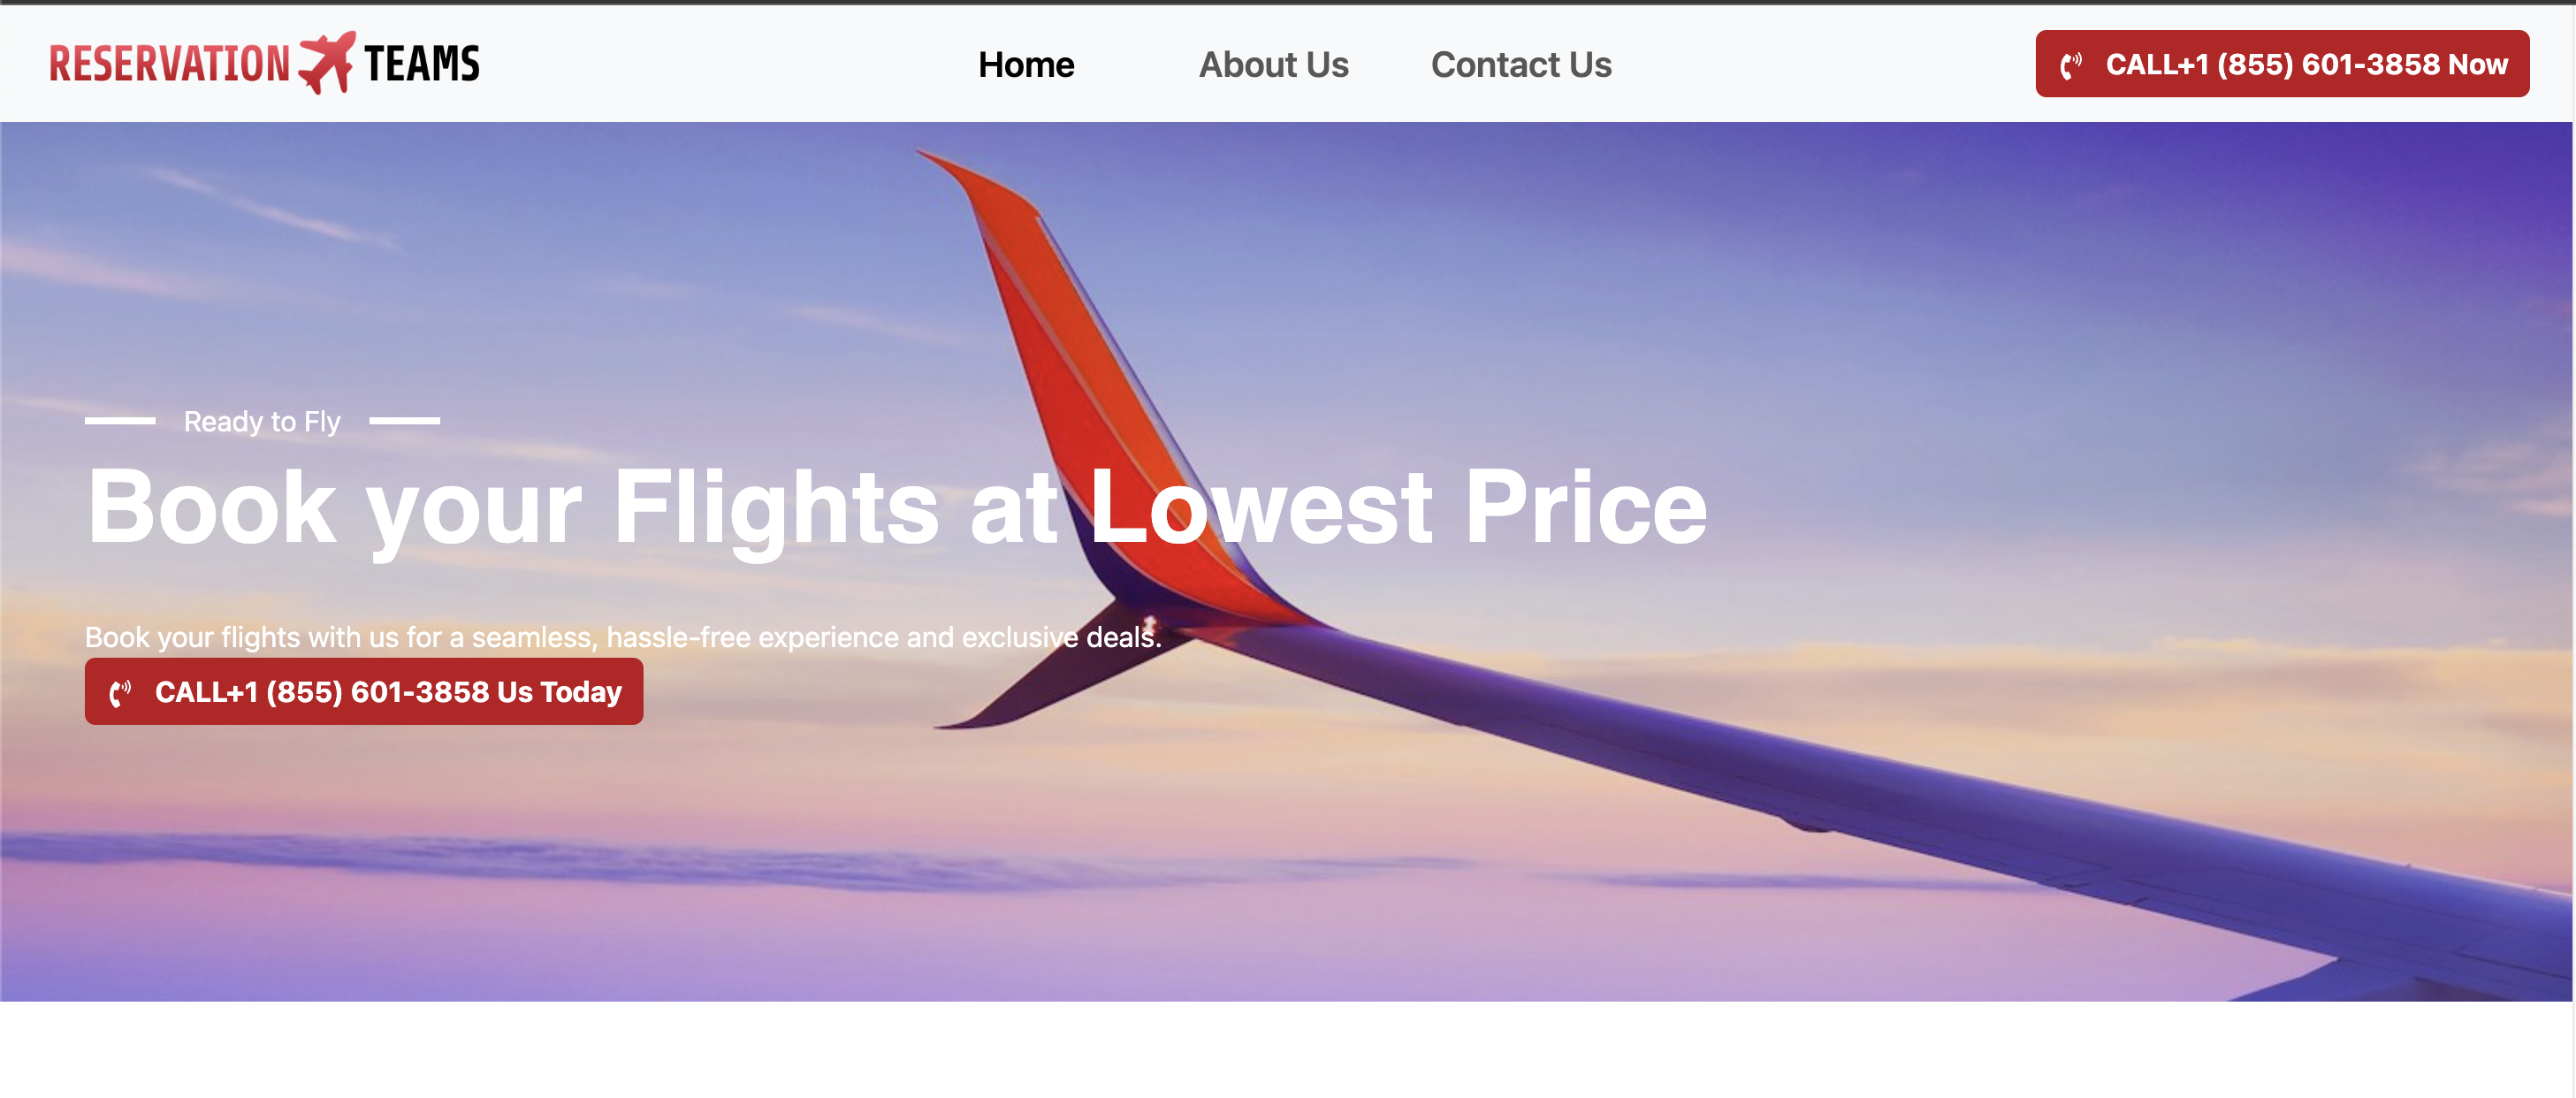 RESERVATION TEAMS
Home About Us Contact Us
CALL+1 (855) 601-3858 Now
Ready to Fly
Book your Flights at Lowest Price
Book your flights with us for a seamless, hassle-free experience and exclusive deals.
CALL+1 (855) 601-3858 Us Today